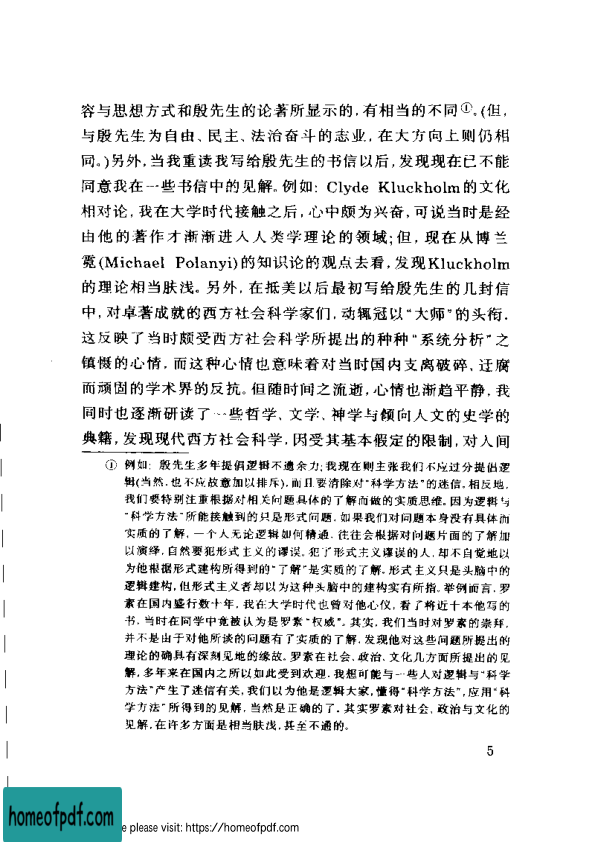 容与思想方式和殷先生的论著所显示的,有相当的不同①。(但,
与殷先生为自由、民主、法治奋斗的志业,在大方向上则仍相
同。)另外,当我重读我写给殷先生的书信以后,发现现在已不能
同意我在一些书信中的见解。例如: Clyde Kluckholm的文化
相对论,我在大学时代接触之后,心中颇为兴奋,可说当时是经
由他的著作才渐渐进入人类学理论的领域;但,现在从博兰
霓(Michael Polanyi)的知识论的观点去看,发现Kluckholm
的理论相当肤浅。另外,在抵美以后最初写给殷先生的几封信
中,对卓著成就的西方社会科学家们,动辄冠以“大师”的头衔,
这反映了当时颇受西方社会科学所提出的种种“系统分析”之
镇慑的心情,而这种心情也意味着对当时国内支离破碎、迂腐
而顽固的学术界的反抗。但随时间之流逝,心情也渐趋平静,我
同时也逐渐研读了一些哲学、文学、神学与倾向人文的史学的
典籍,发现现代西方社会科学,因受其基本假定的限制,对人间
① 例如: 殷先生多年提倡逻辑不遗余力;我现在则主张我们不应过分提倡逻
辑(当然,也不应故意加以排斥),而且要消除对“科学方法”的迷信。相反地,
我们要特别注重根据对相关问题具体的了解而做的实质思维。因为逻辑与
“科学方法”所能接触到的只是形式问题,如果我们对问题本身没有具体而
实质的了解,一个人无论逻辑如何精通,往往会根据对问题片面的了解加
以演绎,自然要犯形式主义的谬误。犯了形式主义谬误的人,却不自觉地以
为他根据形式建构所得到的“了解”是实质的了解,形式主义只是头脑中的
逻辑建构,但形式主义者却以为这种头脑中的建构实有所指。举例而言,罗
素在国内盛行数十年,我在大学时代也曾对他心仪,看了将近十本他写的
书,当时在同学中竟被认为是罗素“权威”。其实,我们当时对罗素的崇拜,
并不是由于对他所谈的问题有了实质的了解,发现他对这些问题所提出的
理论的确具有深刻见地的缘故。罗素在社会、政治、文化几方面所提出的见
解,多年来在国内之所以如此受到欢迎,我想可能与一些人对逻辑与“科学
方法”产生了迷信有关,我们以为他是逻辑大家,懂得“科学方法”,应用“科
学方法”所得到的见解,当然是正确的了,其实罗素对社会、政治与文化的
见解,在许多方面是相当肤浅,甚至不通的。
5
homeofpdf.com
e please visit: https://homeofpdf.com